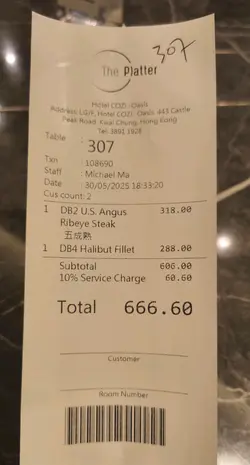 307
The Platter
Hotel COZI · Oasis
Address: LG/F, Hotel COZI · Oasis, 443 Castle
Peak Road, Kwai Chung, Hong Kong
Tel: 3891 1928
Table : 307
Txn : 108690
Staff : Michael Ma
Date : 30/05/2025 18:33:20
Cus count: 2
1 DB2 U.S. Angus 318.00
Ribeye Steak
五成熟
1 DB4 Halibut Fillet 288.00
Subtotal 606.00
10% Service Charge 60.60
Total 666.60
Customer
Room Number